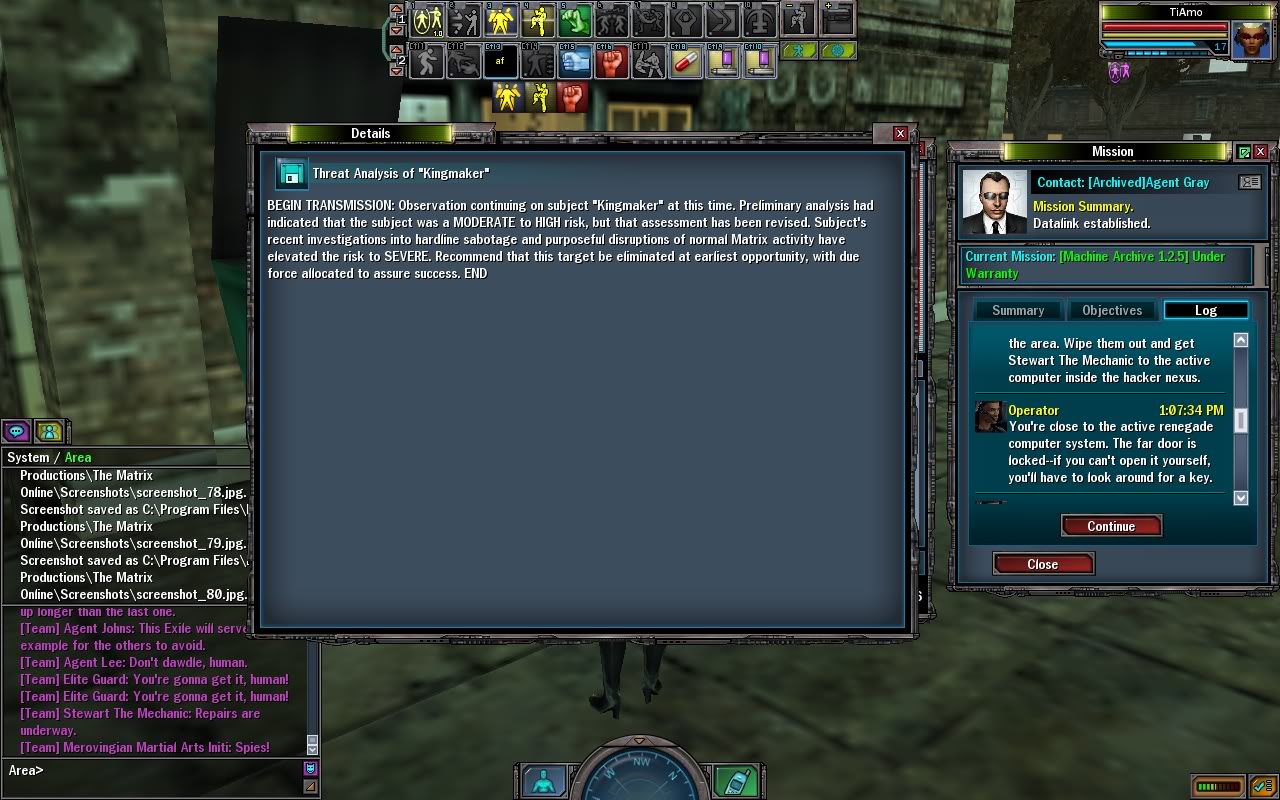 TiAmo
17
1
2
1.0
af
Details
Threat Analysis of "Kingmaker"
BEGIN TRANSMISSION: Observation continuing on subject "Kingmaker" at this time. Preliminary analysis had
indicated that the subject was a MODERATE to HIGH risk, but that assessment has been revised. Subject's
recent investigations into hardline sabotage and purposeful disruptions of normal Matrix activity have
elevated the risk to SEVERE. Recommend that this target be eliminated at earliest opportunity, with due
force allocated to assure success. END
Mission
Contact: [Archived]Agent Gray
Mission Summary.
Datalink established.
Current Mission: [Machine Archive 1.2.5] Under
Warranty
Summary Objectives Log
the area. Wipe them out and get
Stewart The Mechanic to the active
computer inside the hacker nexus.
Operator 1:07:34 PM
You're close to the active renegade
computer system. The far door is
locked--if you can't open it yourself,
you'll have to look around for a key.
Continue
Close
System / Area
Productions\The Matrix
Online\Screenshots\screenshot_78.jpg.
Screenshot saved as C:\Program Files\
Productions\The Matrix
Online\Screenshots\screenshot_79.jpg.
Screenshot saved as C:\Program Files\
Productions\The Matrix
Online\Screenshots\screenshot_80.jpg.
up longer than the last one.
[Team] Agent Johns: This Exile will serve
example for the others to avoid.
[Team] Agent Lee: Don't dawdle, human.
[Team] Elite Guard: You're gonna get it, human!
[Team] Elite Guard: You're gonna get it, human!
[Team] Stewart The Mechanic: Repairs are
underway.
[Team] Merovingian Martial Arts Initi: Spies!
Area>
W NW N